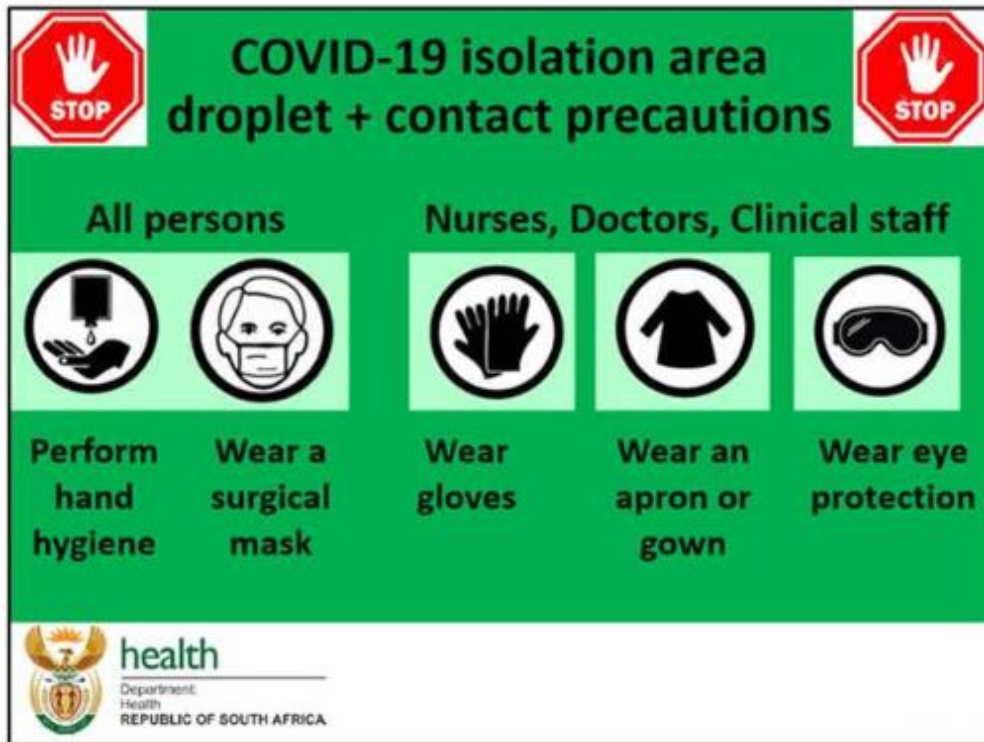 STOP
COVID-19 isolation area
droplet + contact precautions
STOP
All persons
Perform
hand
hygiene
Wear a
surgical
mask
Nurses, Doctors, Clinical staff
Wear
gloves
Wear an
apron or
gown
Wear eye
protection
health
Department:
Health
REPUBLIC OF SOUTH AFRICA